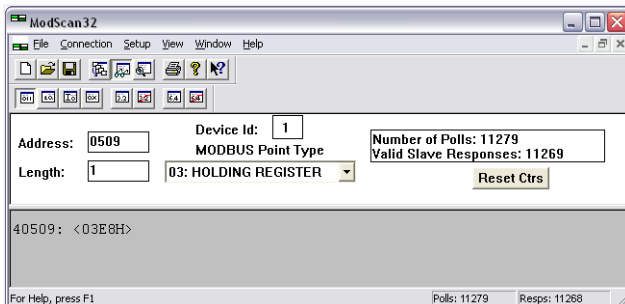 ModScan32
File Connection Setup View Window Help
Address: 0509
Device Id: 1
MODBUS Point Type
Number of Polls: 11279
Valid Slave Responses: 11269
Length: 1
03: HOLDING REGISTER
Reset Ctrs
40509: <03E8H>
For Help, press F1
Polls: 11279
Resps: 11268